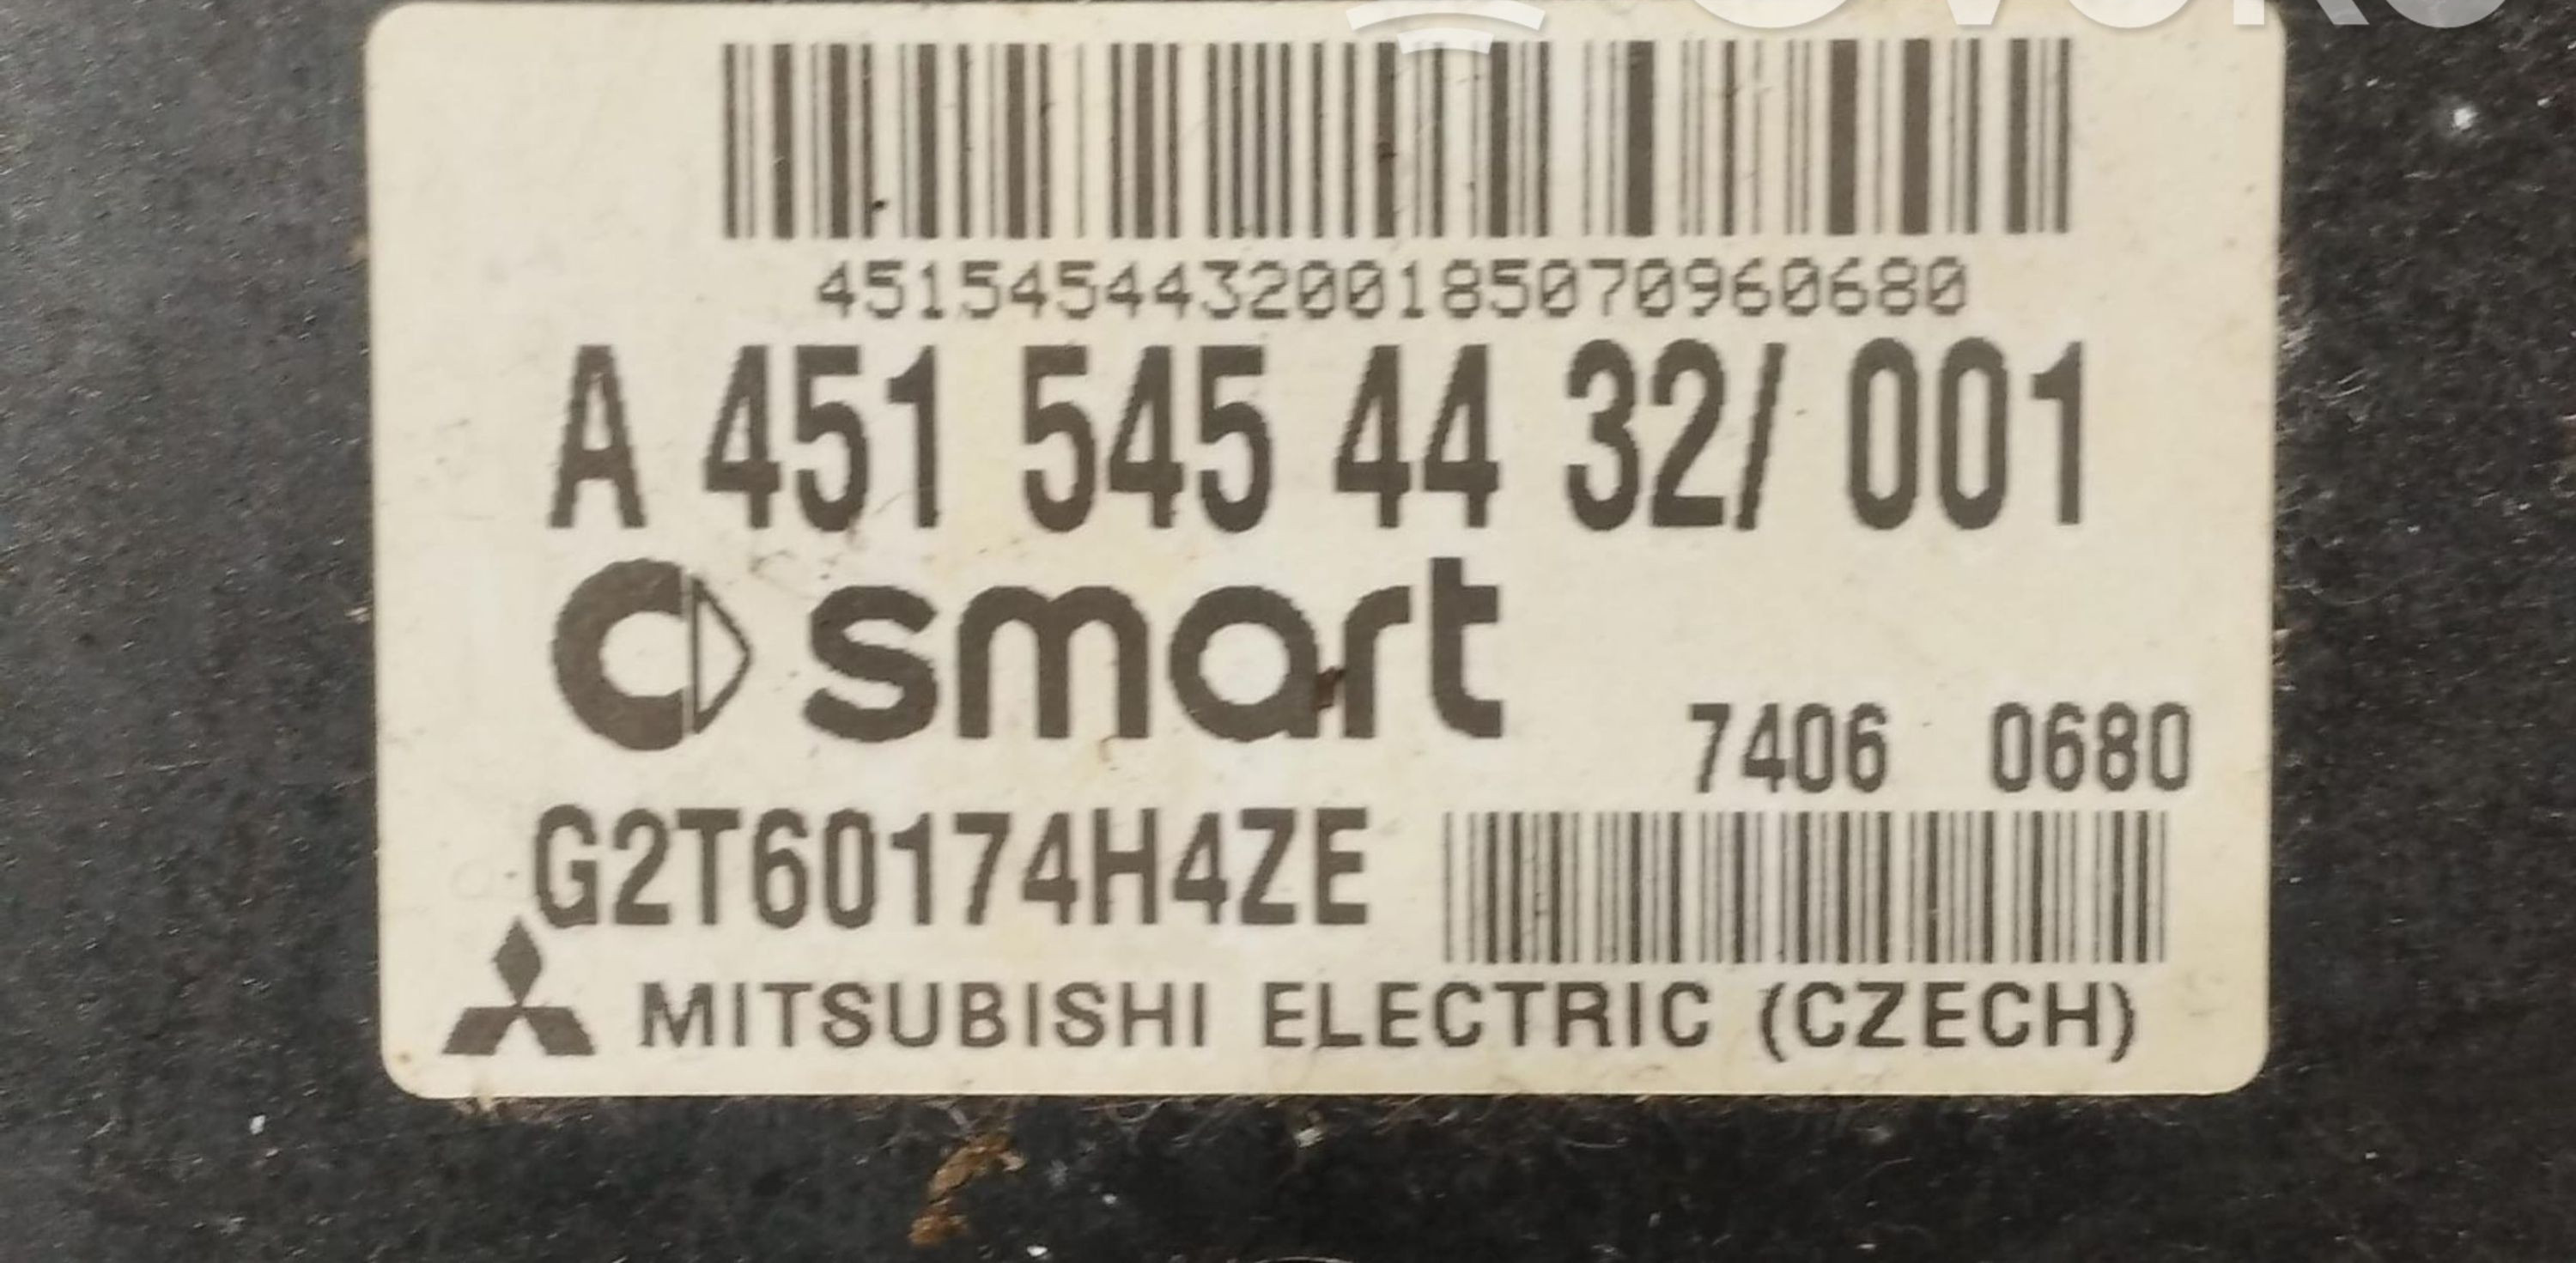 451545443200185070960680
A 451 545 44 32/ 001
smart
7406 0680
G2T60174H4ZE
MITSUBISHI ELECTRIC (CZECH)